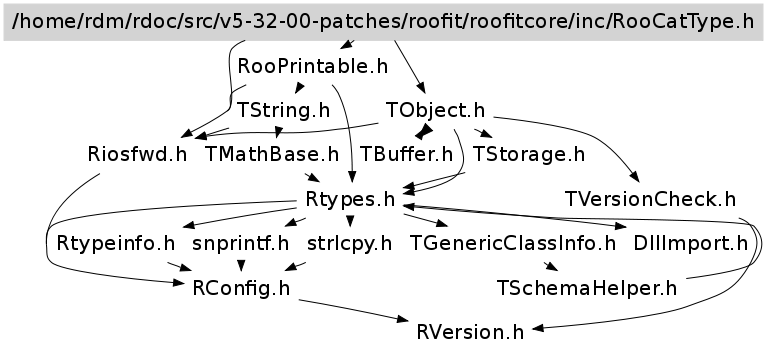 /home/rdm/rdoc/src/v5-32-00-patches/roofit/roofitcore/inc/RooCatType.h
RooPrintable.h
TString.h TObject.h
Riosfwd.h TMathBase.h TBuffer.h TStorage.h
Rtypes.h TVersionCheck.h
Rtypeinfo.h snprintf.h strlcpy.h TGenericClassInfo.h DllImport.h
RConfig.h TSchemaHelper.h
RVersion.h